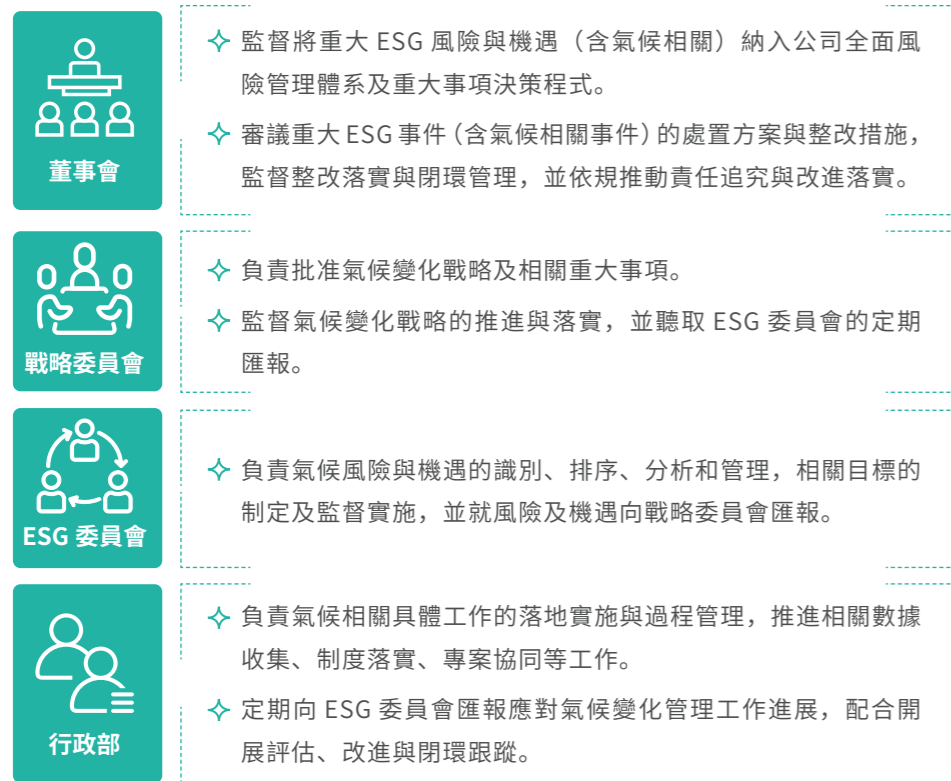 董事會
監督將重大 ESG 風險與機遇（含氣候相關）納入公司全面風
險管理體系及重大事項決策程式。
審議重大 ESG 事件（含氣候相關事件）的處置方案與整改措施，
監督整改落實與閉環管理，並依規推動責任追究與改進落實。
戰略委員會
負責批准氣候變化戰略及相關重大事項。
監督氣候變化戰略的推進與落實，並聽取 ESG 委員會的定期
匯報。
ESG 委員會
負責氣候風險與機遇的識別、排序、分析和管理，相關目標的
制定及監督實施，並就風險及機遇向戰略委員會匯報。
行政部
負責氣候相關具體工作的落地實施與過程管理，推進相關數據
收集、制度落實、專案協同等工作。
定期向 ESG 委員會匯報應對氣候變化管理工作進展，配合開
展評估、改進與閉環跟蹤。